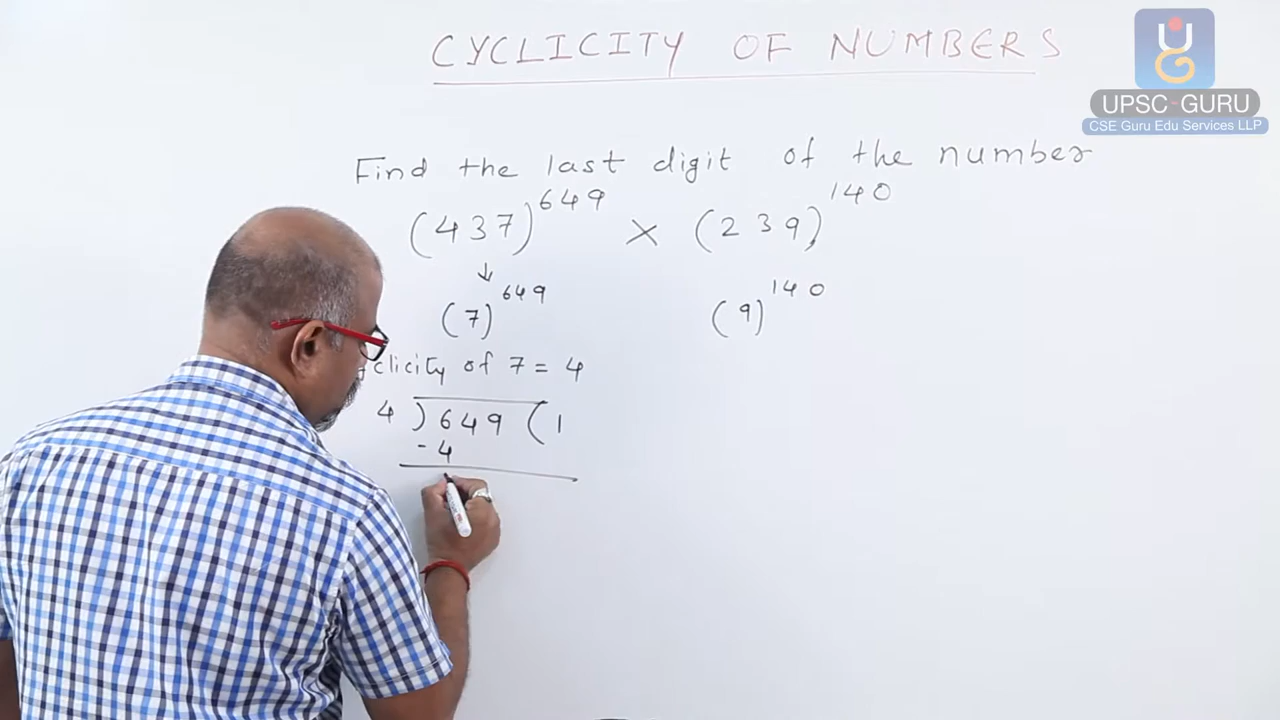 CYCLICITY OF NUMBERS
UPSC-GURU
CSE Guru Edu Services LLP
Find the last digit of the number
(437)^649 × (239)^140
↓
(7)^649 (9)^140
clicity of 7 = 4
4 ) 649 ( 1
- 4